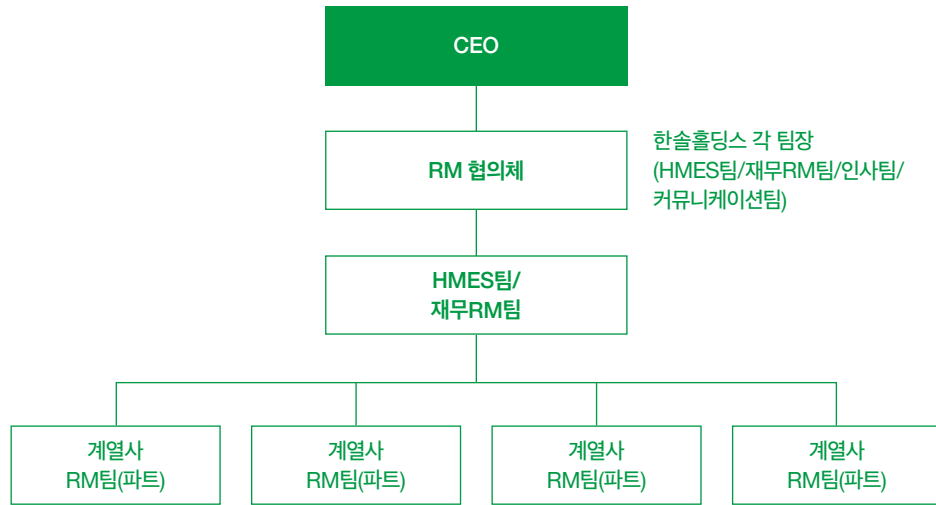 CEO
RM 협의체
한솔홀딩스 각 팀장
(HMES팀/재무RM팀/인사팀/
커뮤니케이션팀)
HMES팀/
재무RM팀
계열사
RM팀(파트)
계열사
RM팀(파트)
계열사
RM팀(파트)
계열사
RM팀(파트)